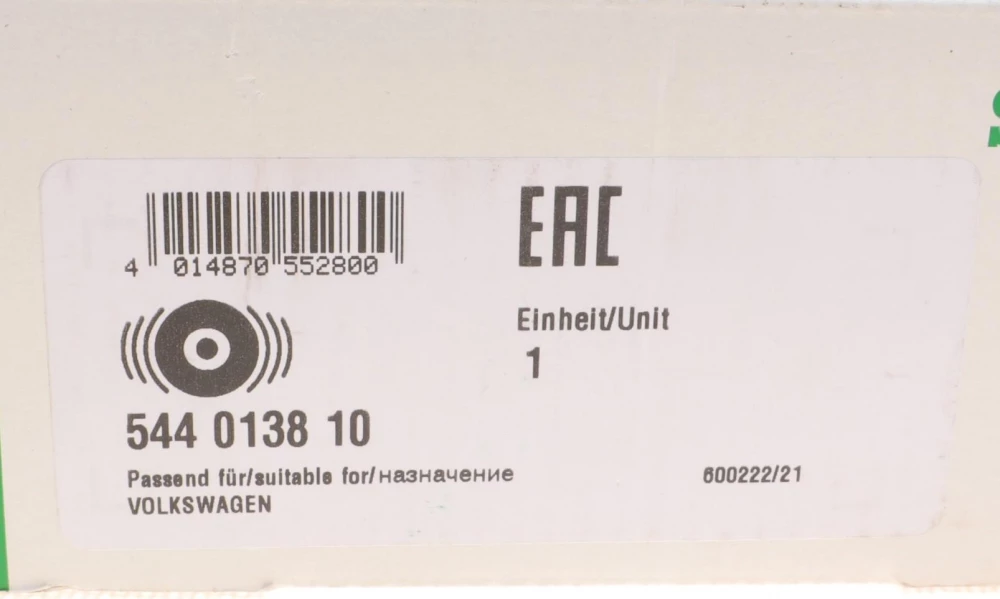 4 014870 552800
EAC
Einheit/Unit
1
544 0138 10
Passend für/suitable for/назначение
VOLKSWAGEN
600222/21